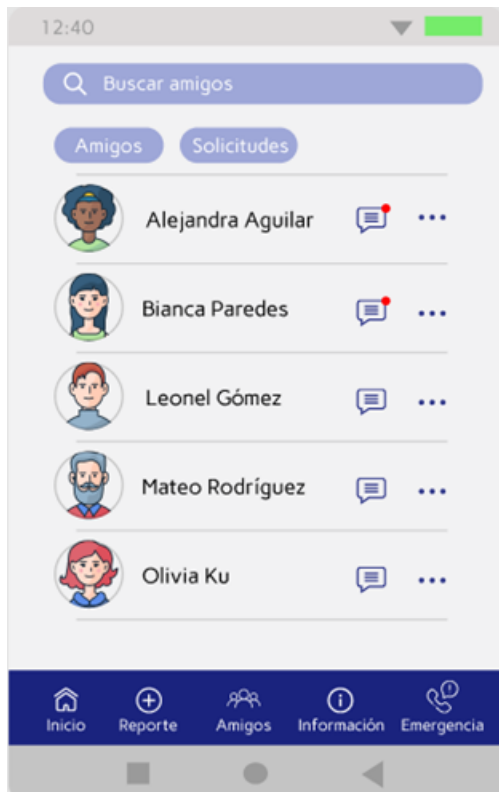 12:40
Buscar amigos
Amigos Solicitudes
Alejandra Aguilar
Bianca Paredes
Leonel Gómez
Mateo Rodríguez
Olivia Ku
Inicio Reporte Amigos Información Emergencia